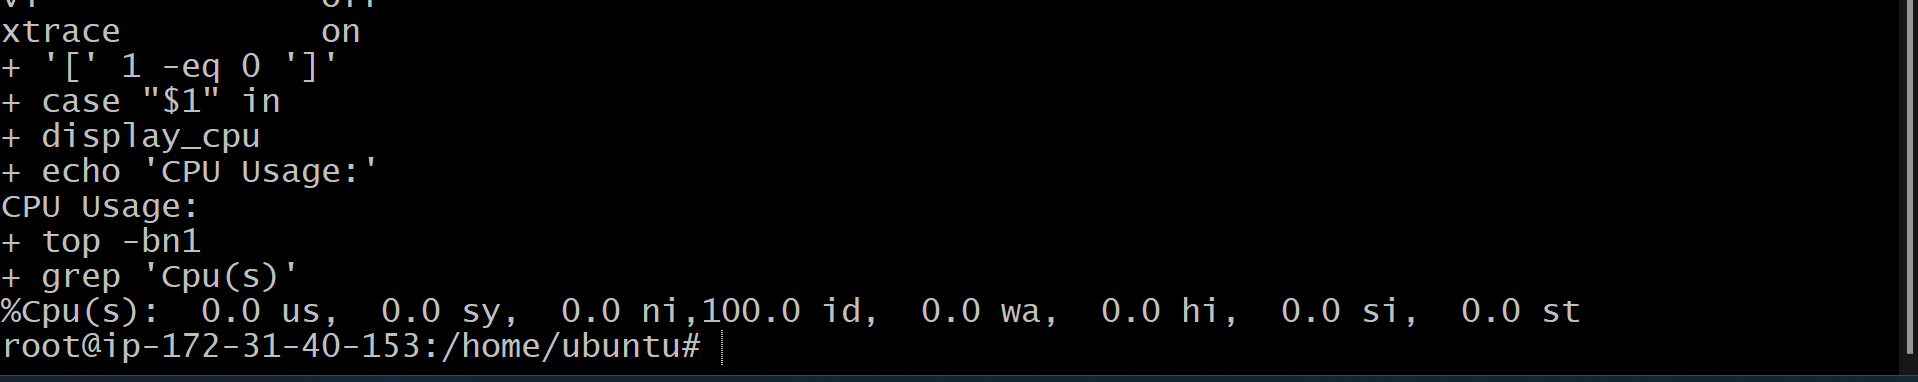 xtrace          on
+ '[' 1 -eq 0 ']'
+ case "$1" in
+ display_cpu
+ echo 'CPU Usage:'
CPU Usage:
+ top -bn1
+ grep 'Cpu(s)'
%Cpu(s):  0.0 us,  0.0 sy,  0.0 ni,100.0 id,  0.0 wa,  0.0 hi,  0.0 si,  0.0 st
root@ip-172-31-40-153:/home/ubuntu#